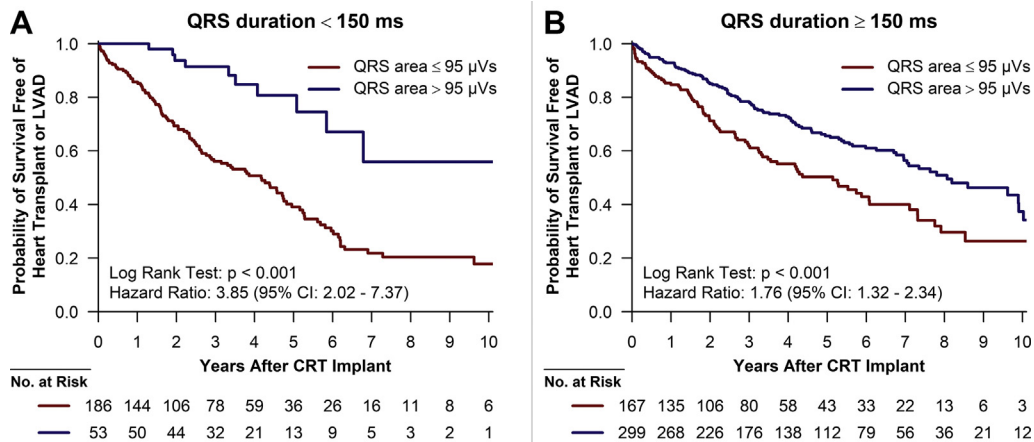 A
QRS duration < 150 ms
Probability of Survival Free of
Heart Transplant or LVAD
1.0
0.8
0.6
0.4
0.2
0.0
QRS area ≤ 95 µVs
QRS area > 95 µVs
Log Rank Test: p < 0.001
Hazard Ratio: 3.85 (95% CI: 2.02 - 7.37)
0 1 2 3 4 5 6 7 8 9 10
Years After CRT Implant
No. at Risk
186 144 106 78 59 36 26 16 11 8 6
53 50 44 32 21 13 9 5 3 2 1
B
QRS duration ≥ 150 ms
Probability of Survival Free of
Heart Transplant or LVAD
1.0
0.8
0.6
0.4
0.2
0.0
QRS area ≤ 95 µVs
QRS area > 95 µVs
Log Rank Test: p < 0.001
Hazard Ratio: 1.76 (95% CI: 1.32 - 2.34)
0 1 2 3 4 5 6 7 8 9 10
Years After CRT Implant
No. at Risk
167 135 106 80 58 43 33 22 13 6 3
299 268 226 176 138 112 79 56 36 21 12